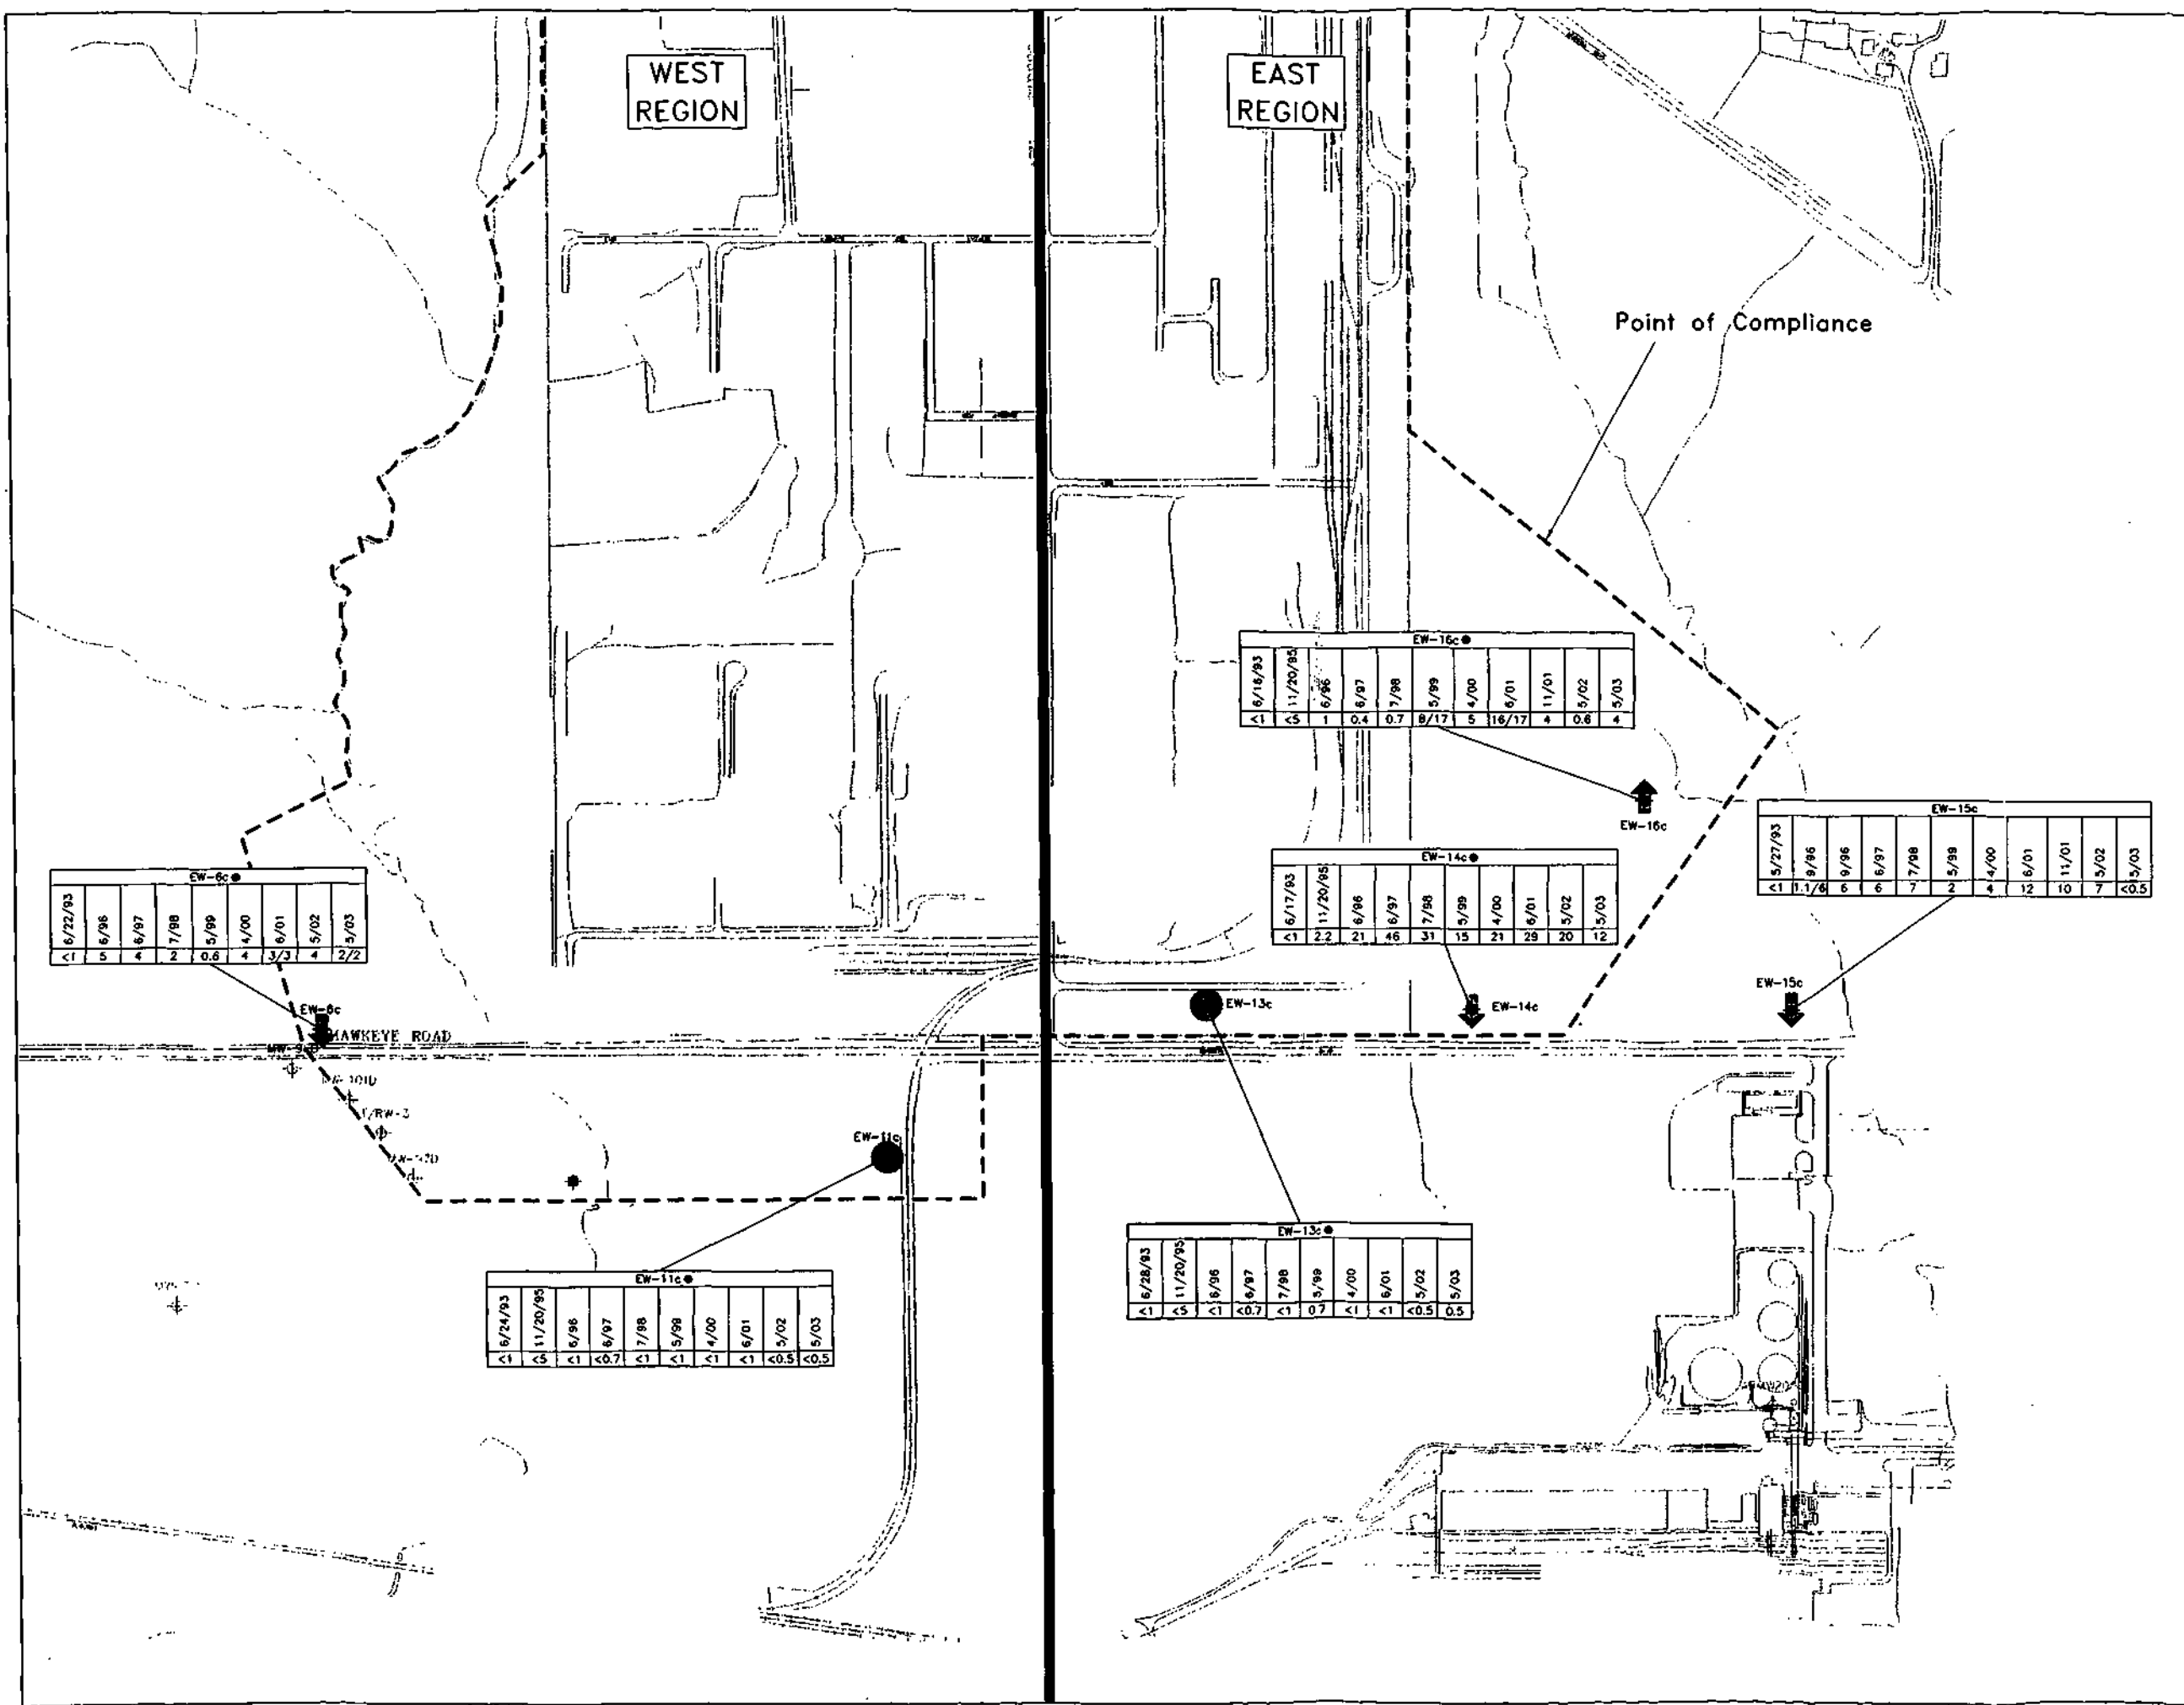 WEST
REGION
EAST
REGION
Point of Compliance
EW-16c
6/16/93 11/20/95 6/96 6/97 7/98 5/99 4/00 6/01 11/01 5/02 5/03
<1 <5 1 0.4 0.7 8/17 5 16/17 4 0.6 4
EW-16c
EW-15c
5/27/93 9/96 9/96 6/97 7/98 5/99 4/00 6/01 11/01 5/02 5/03
<1 1.1/6 6 6 7 2 4 12 10 7 <0.5
EW-14c
6/17/93 11/20/95 6/96 6/97 7/98 5/99 4/00 6/01 5/02 5/03
<1 2.2 21 46 31 15 21 29 20 12
EW-6c
6/22/93 6/96 6/97 7/98 5/99 4/00 6/01 5/02 5/03
<1 5 4 2 0.6 4 3/3 4 2/2
EW-15c
EW-13c
EW-14c
EW-6c
HAWKEYE ROAD
EW-11c
EW-13c
6/28/93 11/20/95 6/96 6/97 7/98 5/99 4/00 6/01 5/02 5/03
<1 <5 <1 <0.7 <1 0.7 <1 <1 <0.5 0.5
EW-11c
6/24/93 11/20/95 6/96 6/97 7/98 5/99 4/00 6/01 5/02 5/03
<1 <5 <1 <0.7 <1 <1 <1 <1 <0.5 <0.5